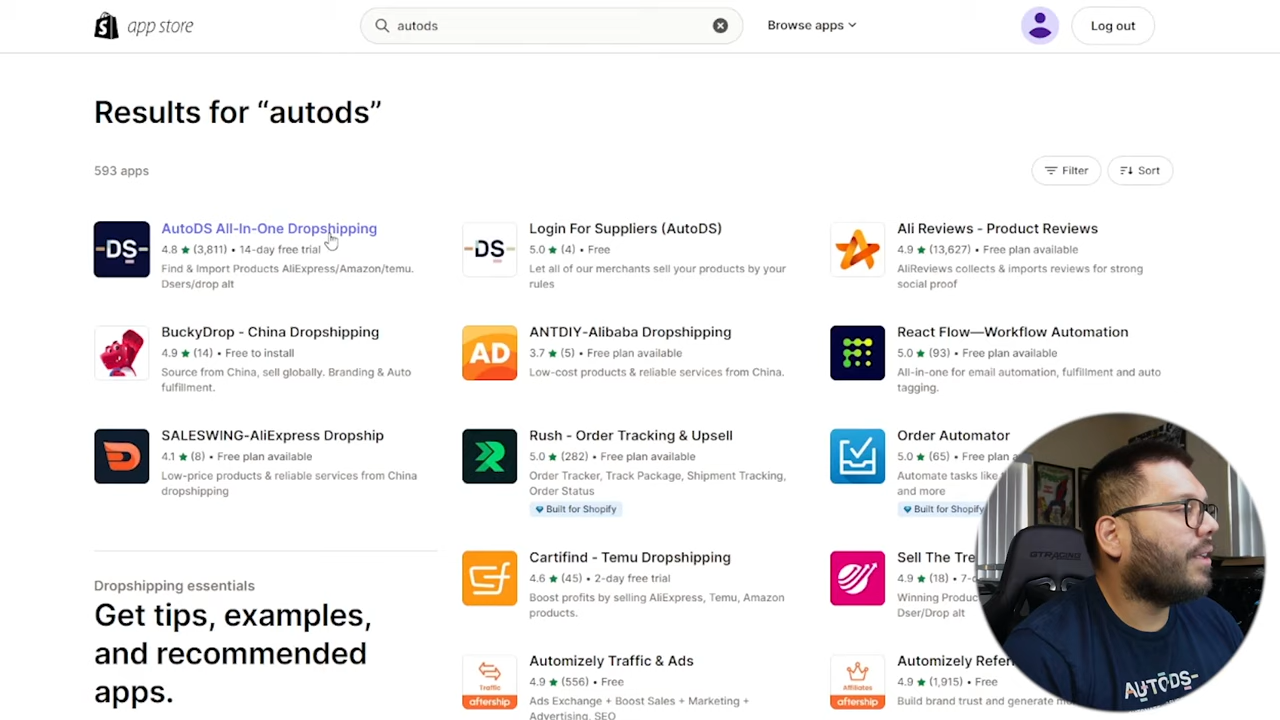 app store
autods
Browse apps
Log out
Results for “autods”
593 apps
Filter
Sort
AutoDS All-In-One Dropshipping
4.8 ★ (3,811) • 14-day free trial
Find & Import Products AliExpress/Amazon/temu.
Dsers/drop alt
DS
Login For Suppliers (AutoDS)
5.0 ★ (4) • Free
Let all of our merchants sell your products by your
rules
DS
Ali Reviews - Product Reviews
4.9 ★ (13,627) • Free plan available
AliReviews collects & imports reviews for strong
social proof
BuckyDrop - China Dropshipping
4.9 ★ (14) • Free to install
Source from China, sell globally. Branding & Auto
fulfillment.
AD
ANTDIY-Alibaba Dropshipping
3.7 ★ (5) • Free plan available
Low-cost products & reliable services from China.
React Flow—Workflow Automation
5.0 ★ (93) • Free plan available
All-in-one for email automation, fulfillment and auto
tagging.
SALESWING-AliExpress Dropship
4.1 ★ (8) • Free plan available
Low-price products & reliable services from China
dropshipping
Rush - Order Tracking & Upsell
5.0 ★ (282) • Free plan available
Order Tracker, Track Package, Shipment Tracking,
Order Status
Built for Shopify
Order Automator
5.0 ★ (65) • Free plan
Automate tasks like
and more
Built for Shopify
Dropshipping essentials
Get tips, examples,
and recommended
apps.
Cartifind - Temu Dropshipping
4.6 ★ (45) • 2-day free trial
Boost profits by selling AliExpress, Temu, Amazon
products.
Sell The
4.9 ★ (18) • 7-
Winning
Dser/Drop alt
Traffic
aftership
Automizely Traffic & Ads
4.9 ★ (556) • Free
Ads Exchange + Boost Sales + Marketing +
Advertising, SEO
Affiliates
aftership
Automizely
4.9 ★ (1,915) • Free
Build brand trust and generate
GTRACING
AUTODS